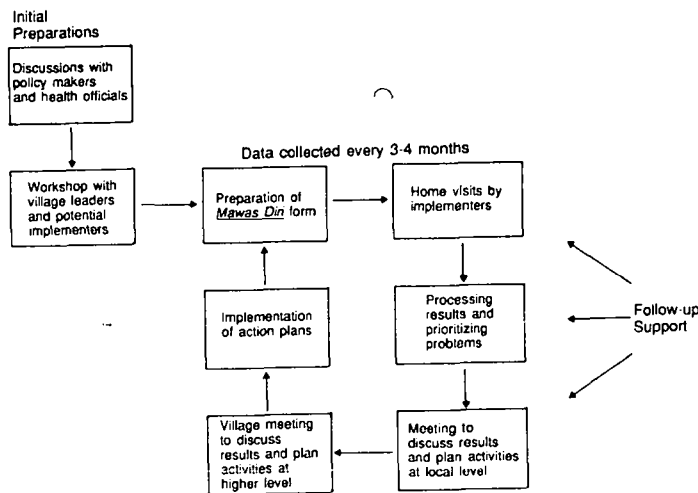 Initial
Preparations
Discussions with
policy makers
and health officials
Data collected every 3-4 months
Workshop with
village leaders
and potential
implementers
Preparation of
Mawas Diri form
Home visits by
implementers
Implementation
of action plans
Processing
results and
prioritizing
problems
Follow-up
Support
Village meeting
to discuss
results and plan
activities at
higher level
Meeting to
discuss results
and plan activities
at local level